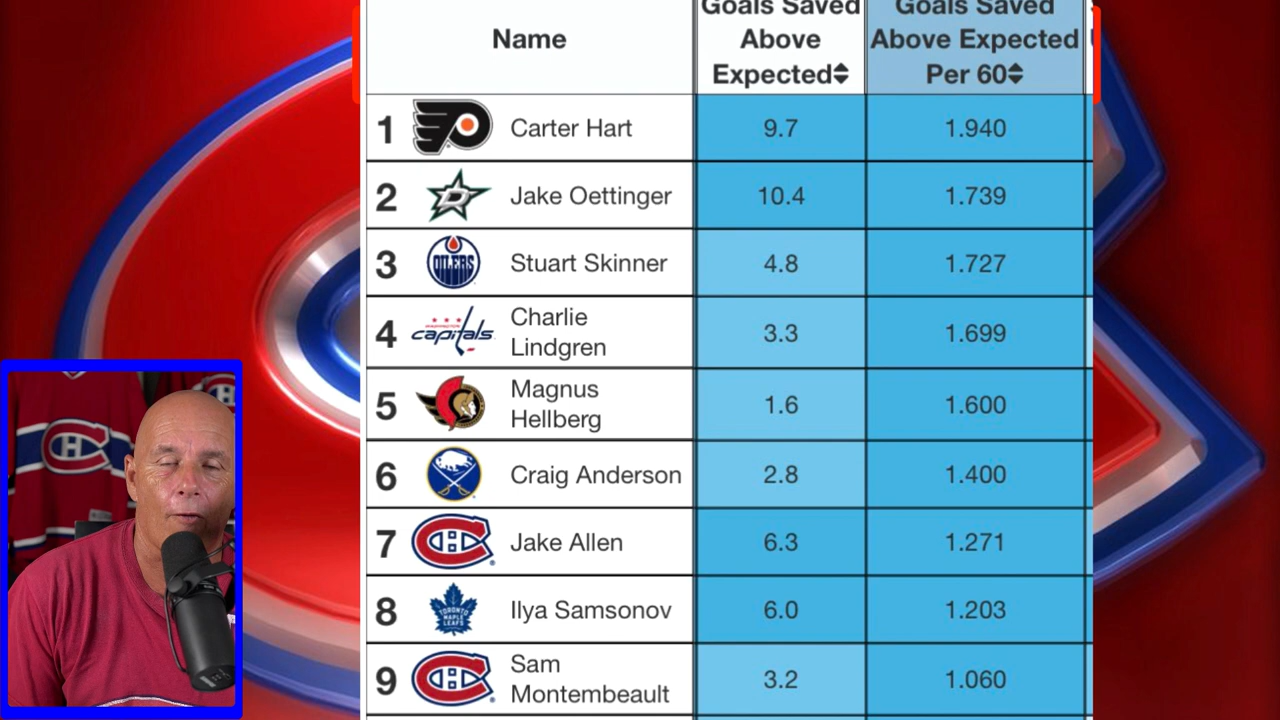 Goals Saved
Above
Expected
Goals Saved
Above Expected
Per 60
Name
1 Carter Hart 9.7 1.940
2 Jake Oettinger 10.4 1.739
3 OILERS Stuart Skinner 4.8 1.727
4 WASHINGTON capitals Charlie Lindgren 3.3 1.699
5 Magnus Hellberg 1.6 1.600
6 Craig Anderson 2.8 1.400
7 Jake Allen 6.3 1.271
8 TORONTO MAPLE LEAFS Ilya Samsonov 6.0 1.203
9 Sam Montembeault 3.2 1.060